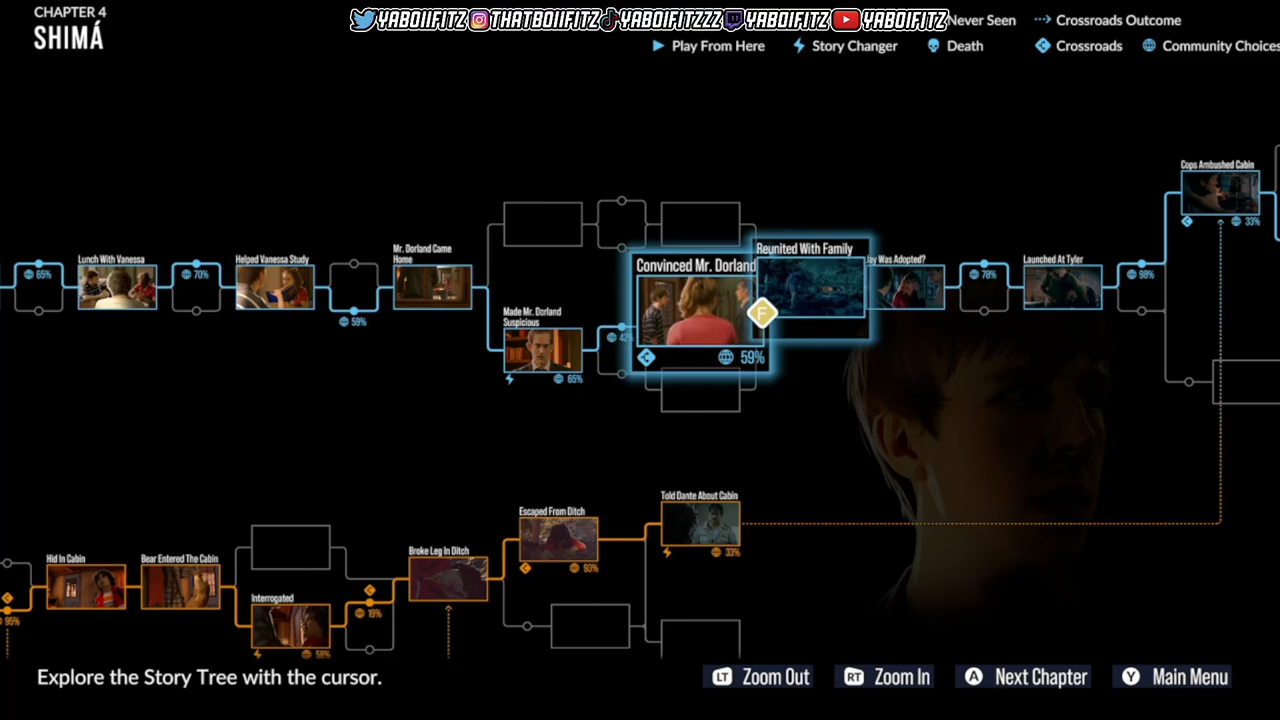 CHAPTER 4
SHIMÁ
YABOIIFITZ THATBOIIFITZ YABOIFITZZZ YABOIFITZ YABOIFITZ
Never Seen
Crossroads Outcome
Play From Here
Story Changer
Death
Crossroads
Community Choices
Cops Ambushed Cabin
33%
65%
Lunch With Vanessa
70%
Helped Vanessa Study
59%
Mr. Dorland Came
Home
Made Mr. Dorland
Suspicious
65%
42%
Convinced Mr. Dorland
59%
Reunited With Family
F
Jay Was Adopted?
78%
Launched At Tyler
98%
95%
Hid In Cabin
Bear Entered The Cabin
Interrogated
58%
19%
Broke Leg In Ditch
Escaped From Ditch
93%
Told Dante About Cabin
33%
Explore the Story Tree with the cursor.
LT Zoom Out
RT Zoom In
A Next Chapter
Y Main Menu